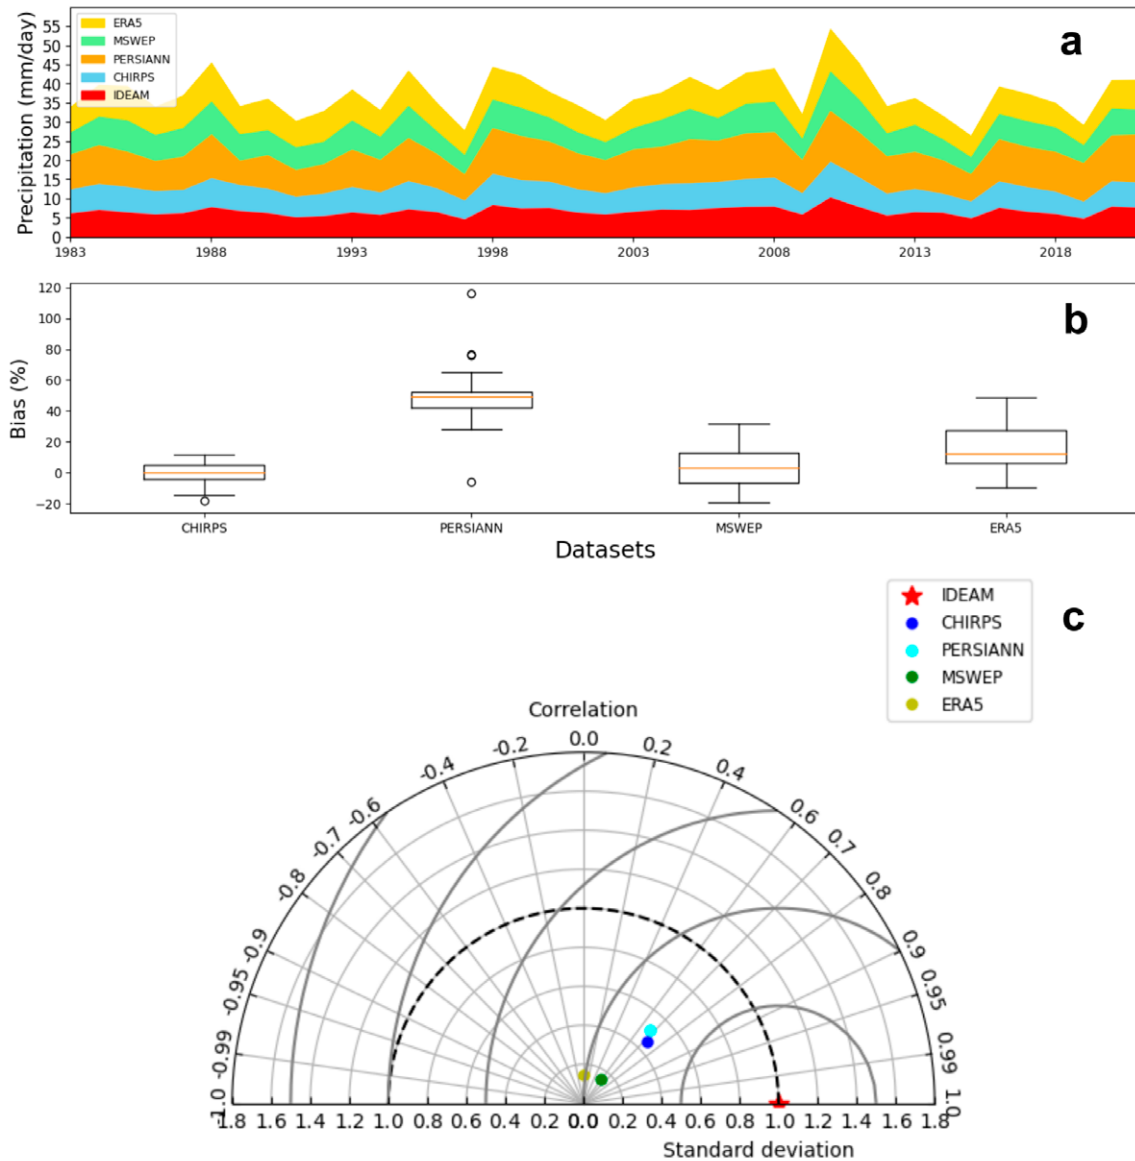 a
Precipitation (mm/day)
55
50
45
40
35
30
25
20
15
10
5
0
ERA5
MSWEP
PERSIANN
CHIRPS
IDEAM
1983 1988 1993 1998 2003 2008 2013 2018
b
Bias (%)
120
100
80
60
40
20
0
−20
CHIRPS PERSIANN MSWEP ERA5
Datasets
c
IDEAM
CHIRPS
PERSIANN
MSWEP
ERA5
Correlation
-1.0 -0.99 -0.95 -0.9 -0.8 -0.7 -0.6 -0.4 -0.2 0.0 0.2 0.4 0.6 0.7 0.8 0.9 0.95 0.99 1.0
1.8 1.6 1.4 1.2 1.0 0.8 0.6 0.4 0.2 0.0 0.2 0.4 0.6 0.8 1.0 1.2 1.4 1.6 1.8
Standard deviation